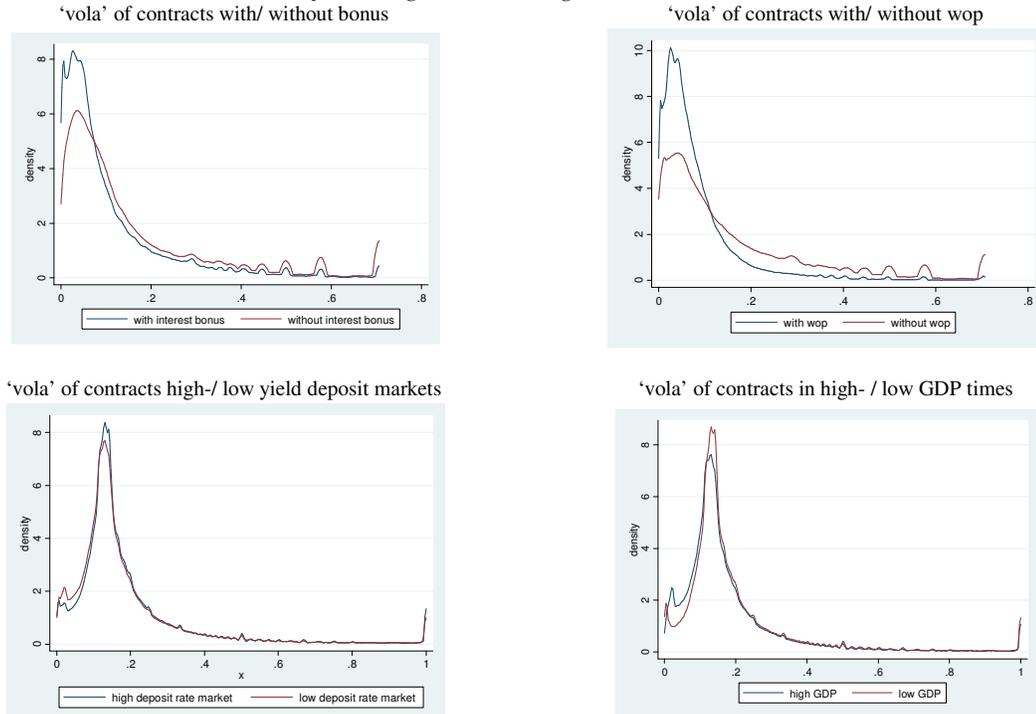 ‘vola’ of contracts with/ without bonus
8
6
4
2
0
density
0 .2 .4 .6 .8
with interest bonus without interest bonus
‘vola’ of contracts with/ without wop
10
8
6
4
2
0
density
0 .2 .4 .6 .8
with wop without wop
‘vola’ of contracts high-/ low yield deposit markets
8
6
4
2
0
density
0 .2 .4 .6 .8 1
x
high deposit rate market low deposit rate market
‘vola’ of contracts in high- / low GDP times
8
6
4
2
0
density
0 .2 .4 .6 .8 1
high GDP low GDP